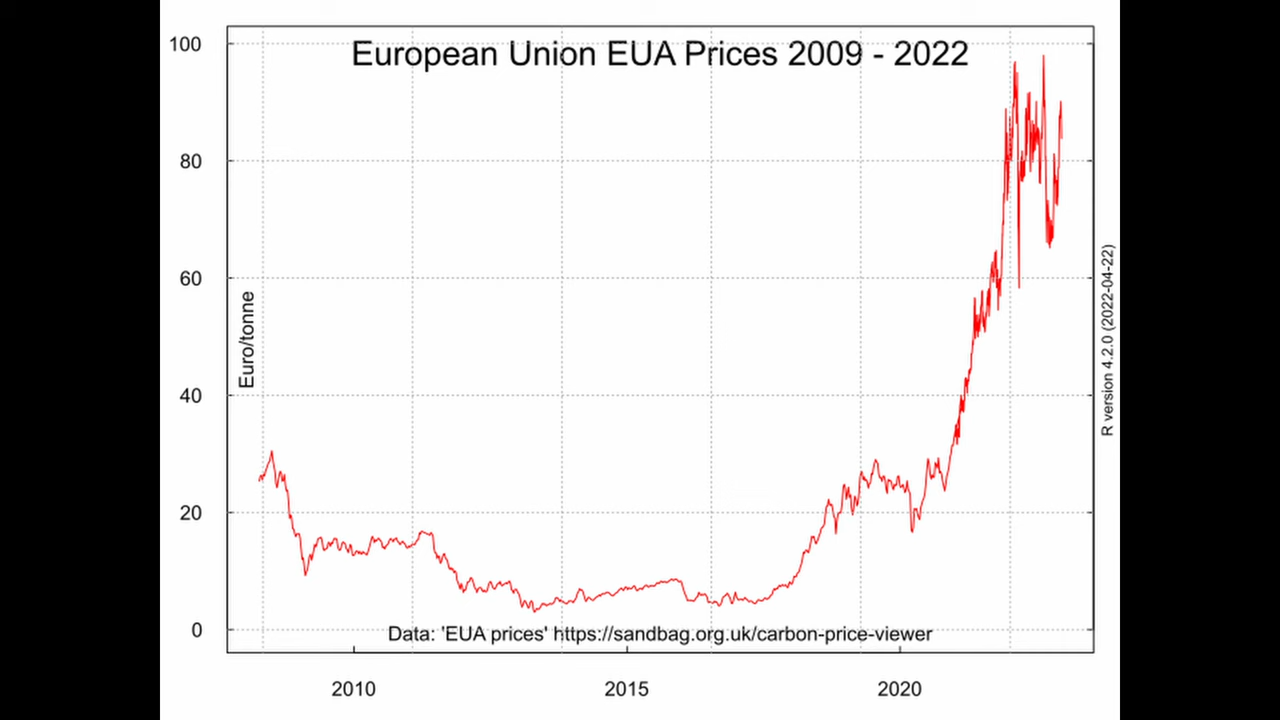 European Union EUA Prices 2009 - 2022
100
80
60
40
20
0
Euro/tonne
R version 4.2.0 (2022-04-22)
Data: 'EUA prices' https://sandbag.org.uk/carbon-price-viewer
2010
2015
2020